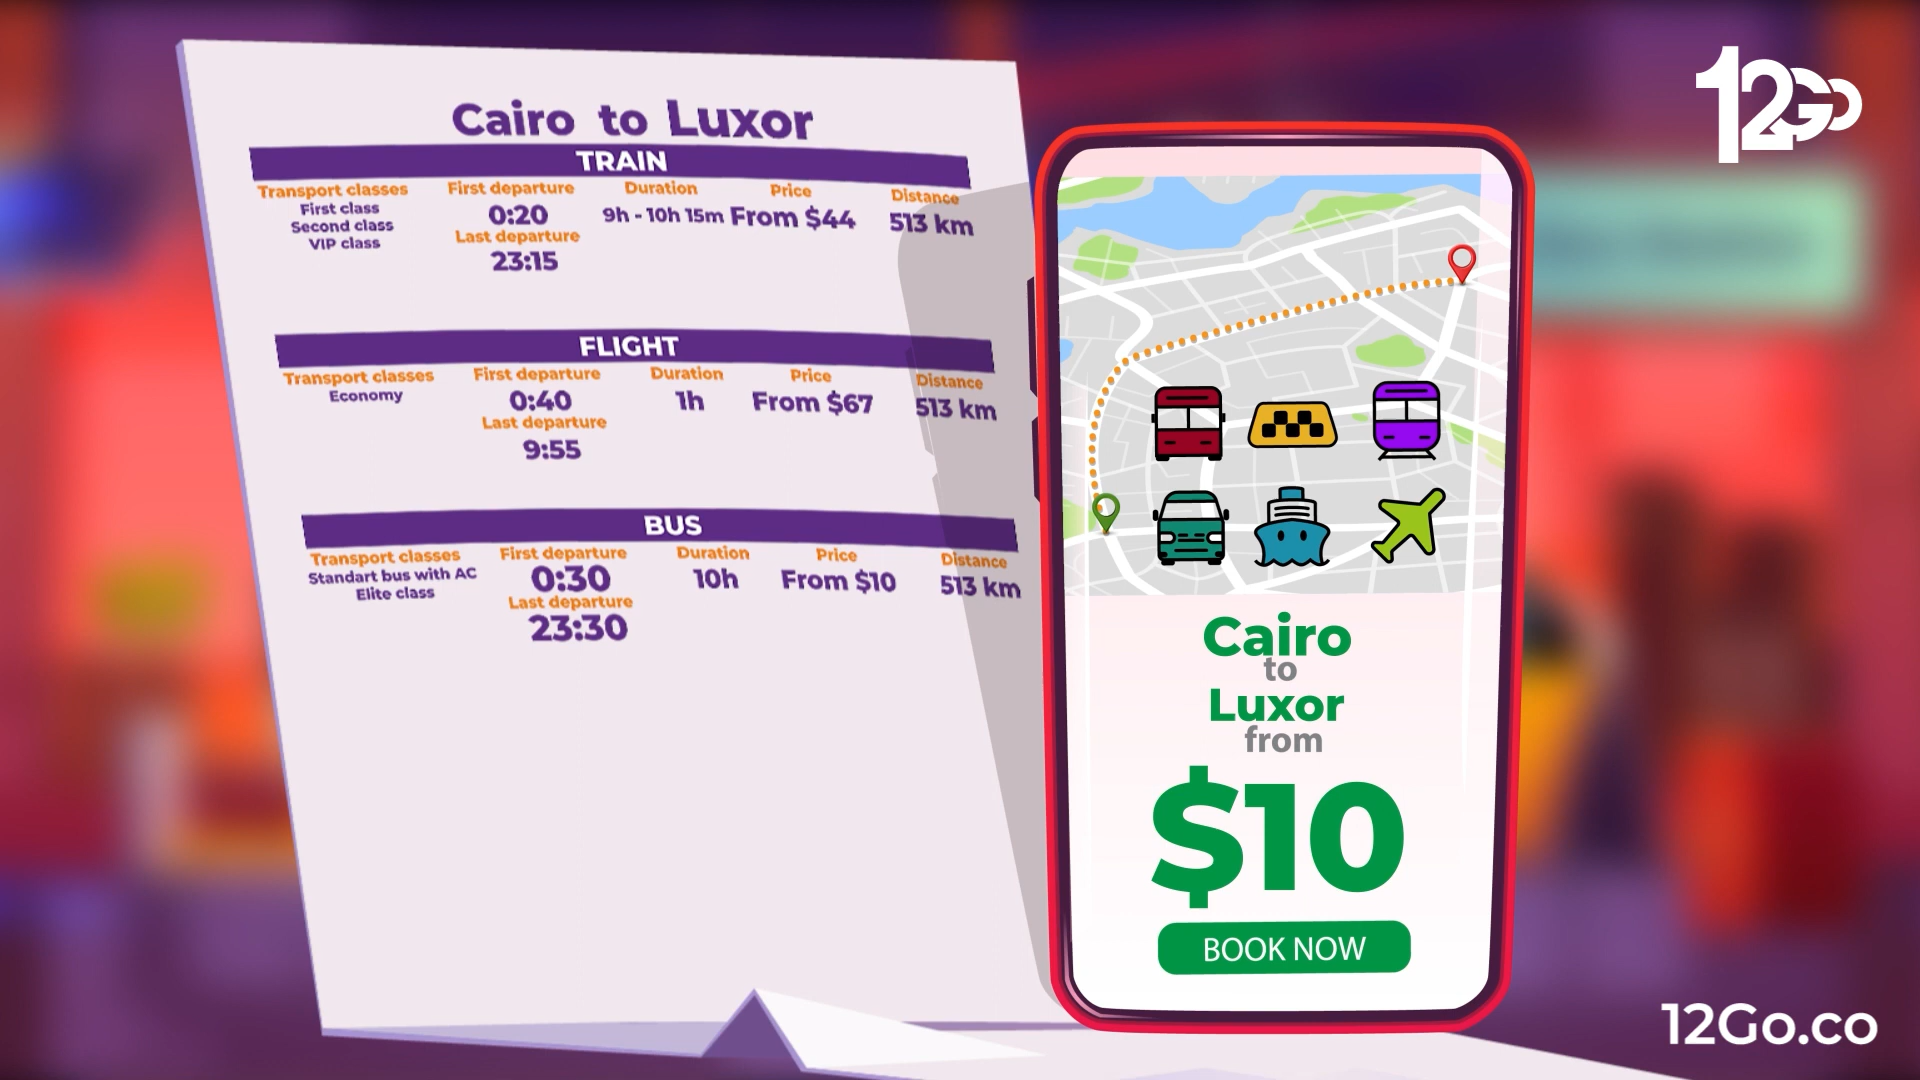 12Go
Cairo to Luxor
TRAIN
Transport classes First departure Duration Price Distance
First class
Second class
VIP class
0:20
Last departure
23:15
9h - 10h 15m From $44 513 km
FLIGHT
Transport classes First departure Duration Price Distance
Economy
0:40
Last departure
9:55
1h From $67 513 km
BUS
Transport classes First departure Duration Price Distance
Standart bus with AC
Elite class
0:30
Last departure
23:30
10h From $10 513 km
Cairo
to
Luxor
from
$10
BOOK NOW
12Go.co